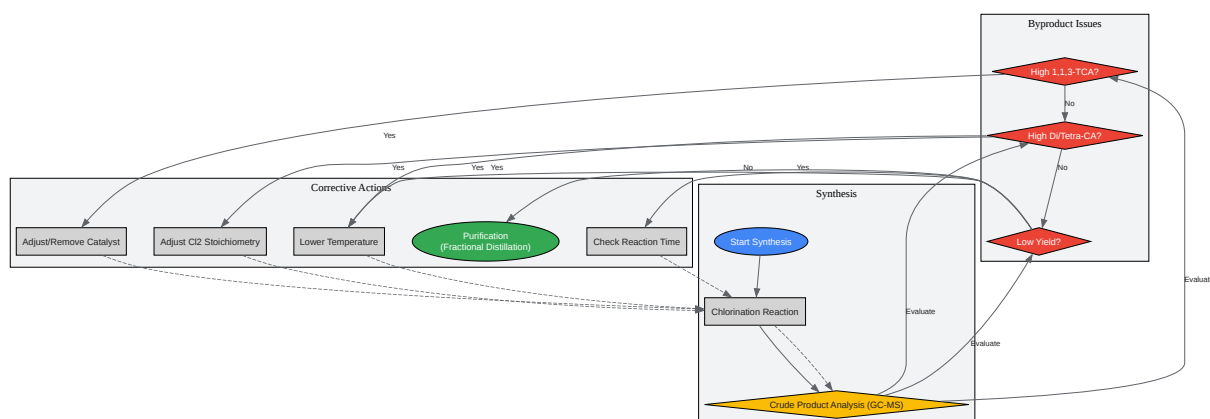 Byproduct Issues
High 1,1,3-TCA?
No
Yes
High Di/Tetra-CA?
Yes
Yes
Yes
No
Yes
No
Corrective Actions
Synthesis
Adjust/Remove Catalyst
Adjust Cl2 Stoichiometry
Lower Temperature
Purification
(Fractional Distillation)
Check Reaction Time
Start Synthesis
Low Yield?
Evaluat
Chlorination Reaction
Evaluate
Evaluate
Crude Product Analysis (GC-MS)